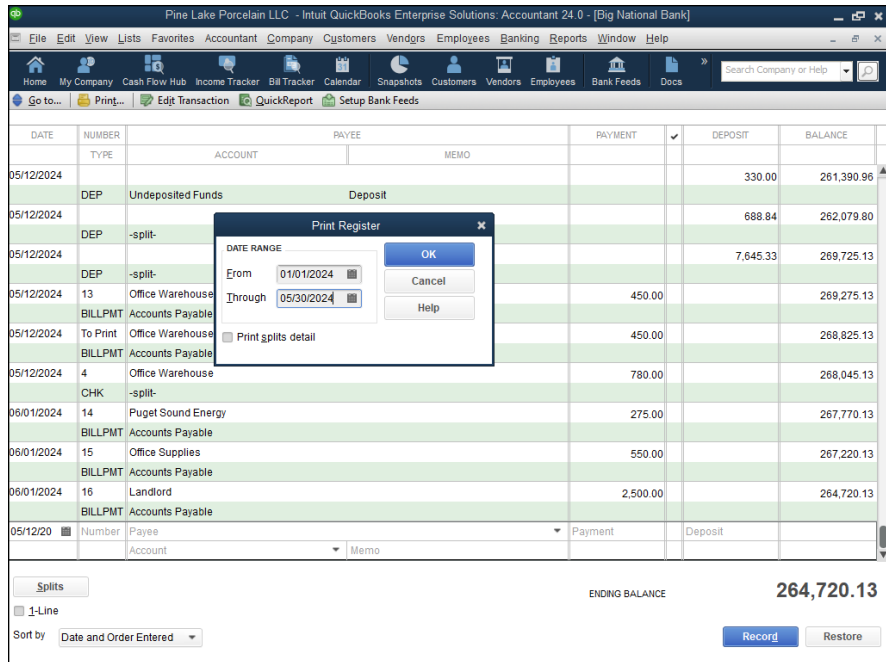 Pine Lake Porcelain LLC - Intuit QuickBooks Enterprise Solutions: Accountant 24.0 - [Big National Bank]
File Edit View Lists Favorites Accountant Company Customers Vendors Employees Banking Reports Window Help
Home My Company Cash Flow Hub Income Tracker Bill Tracker Calendar Snapshots Customers Vendors Employees Bank Feeds Docs » Search Company or Help
Go to... Print... Edit Transaction QuickReport Setup Bank Feeds
DATE NUMBER PAYEE PAYMENT ✓ DEPOSIT BALANCE
TYPE ACCOUNT MEMO
05/12/2024 330.00 261,390.96
DEP Undeposited Funds Deposit
05/12/2024 688.84 262,079.80
DEP -split-
05/12/2024 7,645.33 269,725.13
DEP -split-
05/12/2024 13 Office Warehouse 450.00 269,275.13
BILLPMT Accounts Payable
05/12/2024 To Print Office Warehouse 450.00 268,825.13
BILLPMT Accounts Payable
05/12/2024 4 Office Warehouse 780.00 268,045.13
CHK -split-
06/01/2024 14 Puget Sound Energy 275.00 267,770.13
BILLPMT Accounts Payable
06/01/2024 15 Office Supplies 550.00 267,220.13
BILLPMT Accounts Payable
06/01/2024 16 Landlord 2,500.00 264,720.13
BILLPMT Accounts Payable
05/12/20 Number Payee Payment Deposit
Account Memo
Print Register
DATE RANGE
From 01/01/2024
Through 05/30/2024
Print splits detail
OK
Cancel
Help
Splits
ENDING BALANCE 264,720.13
1-Line
Sort by Date and Order Entered
Record Restore